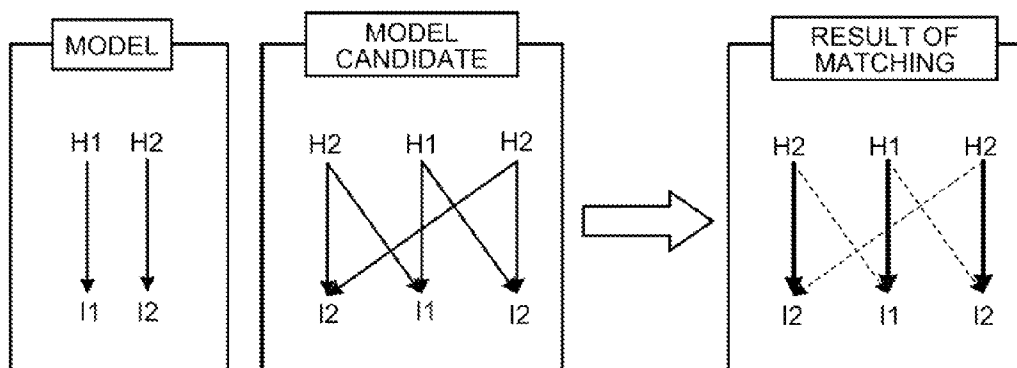 MODEL
H1 H2
I1 I2
MODEL
CANDIDATE
H2 H1 H2
I2 I1 I2
RESULT OF
MATCHING
H2 H1 H2
I2 I1 I2